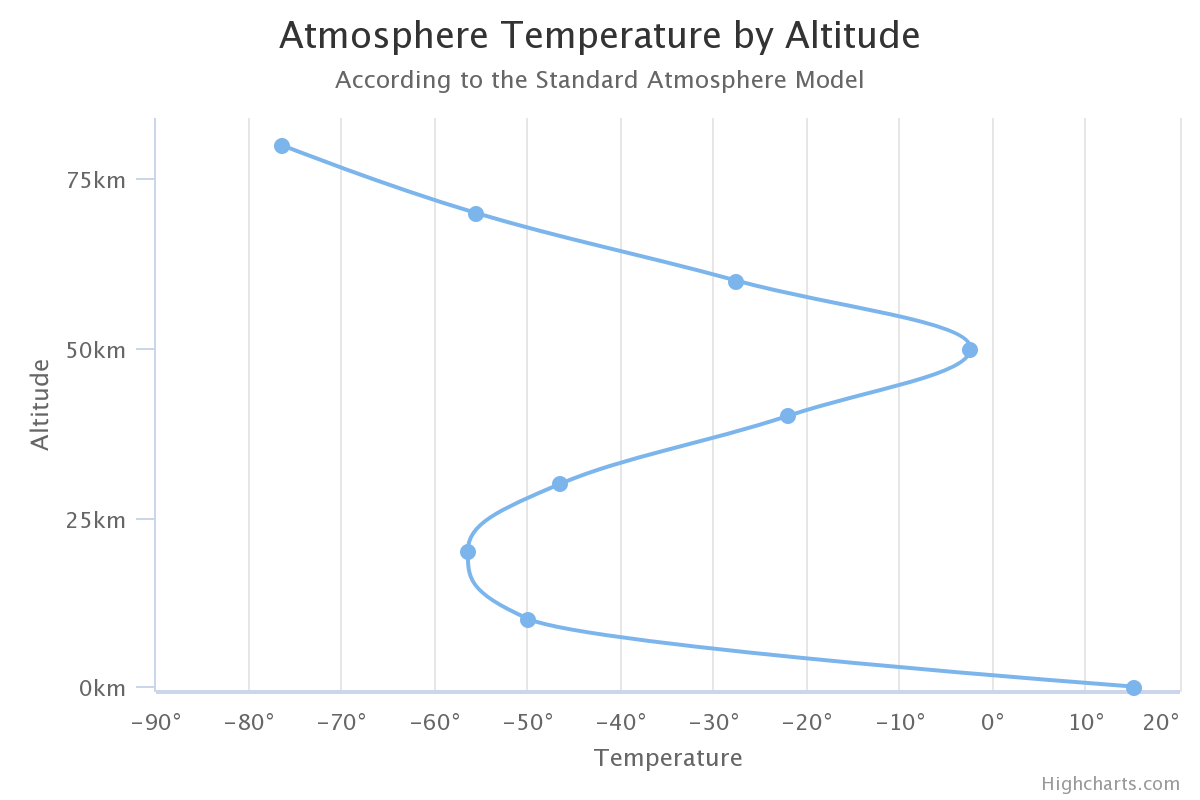 Atmosphere Temperature by Altitude
According to the Standard Atmosphere Model
Altitude
75km
50km
25km
0km
−90° −80° −70° −60° −50° −40° −30° −20° −10° 0° 10° 20°
Temperature
Highcharts.com